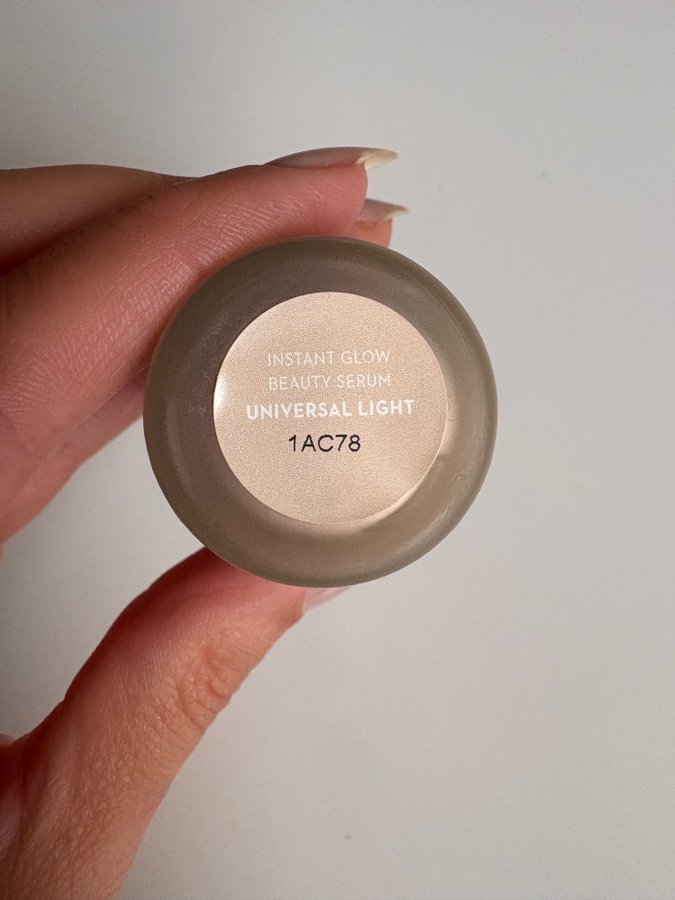 INSTANT GLOW
BEAUTY SERUM
UNIVERSAL LIGHT
1AC78